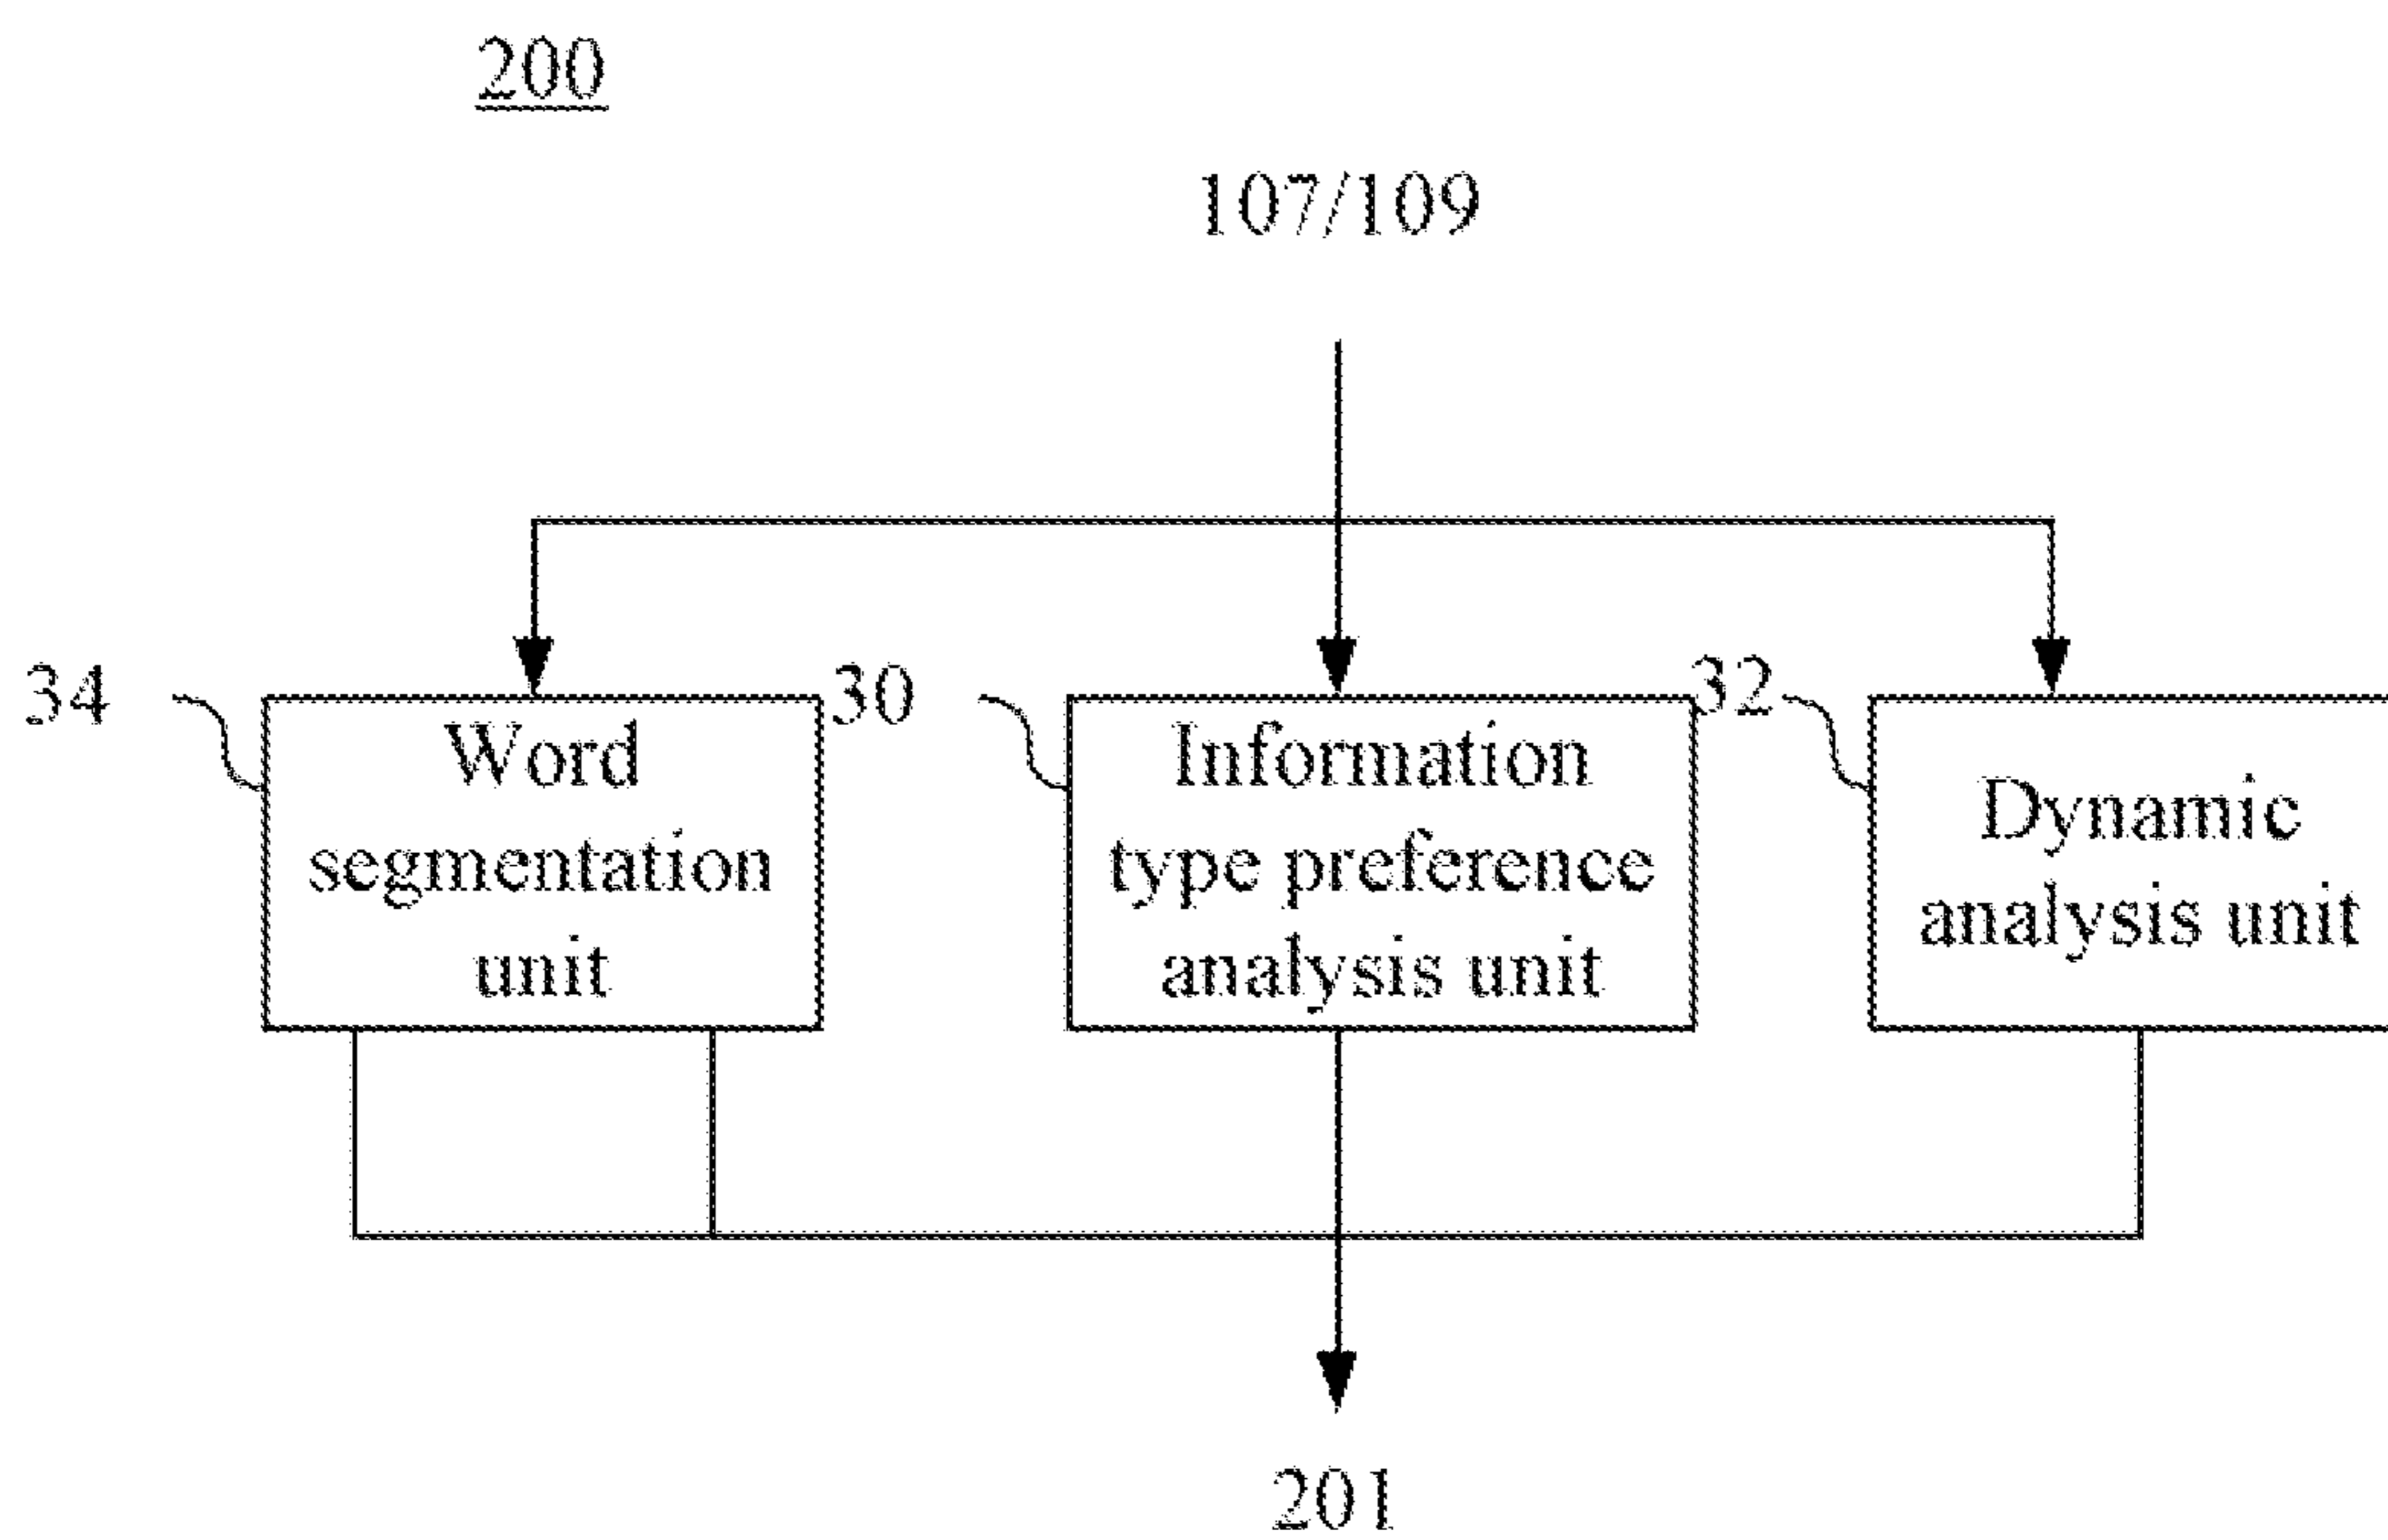 200
107/109
34
Word
segmentation
unit
30
Information
type preference
analysis unit
32
Dynamic
analysis unit
201